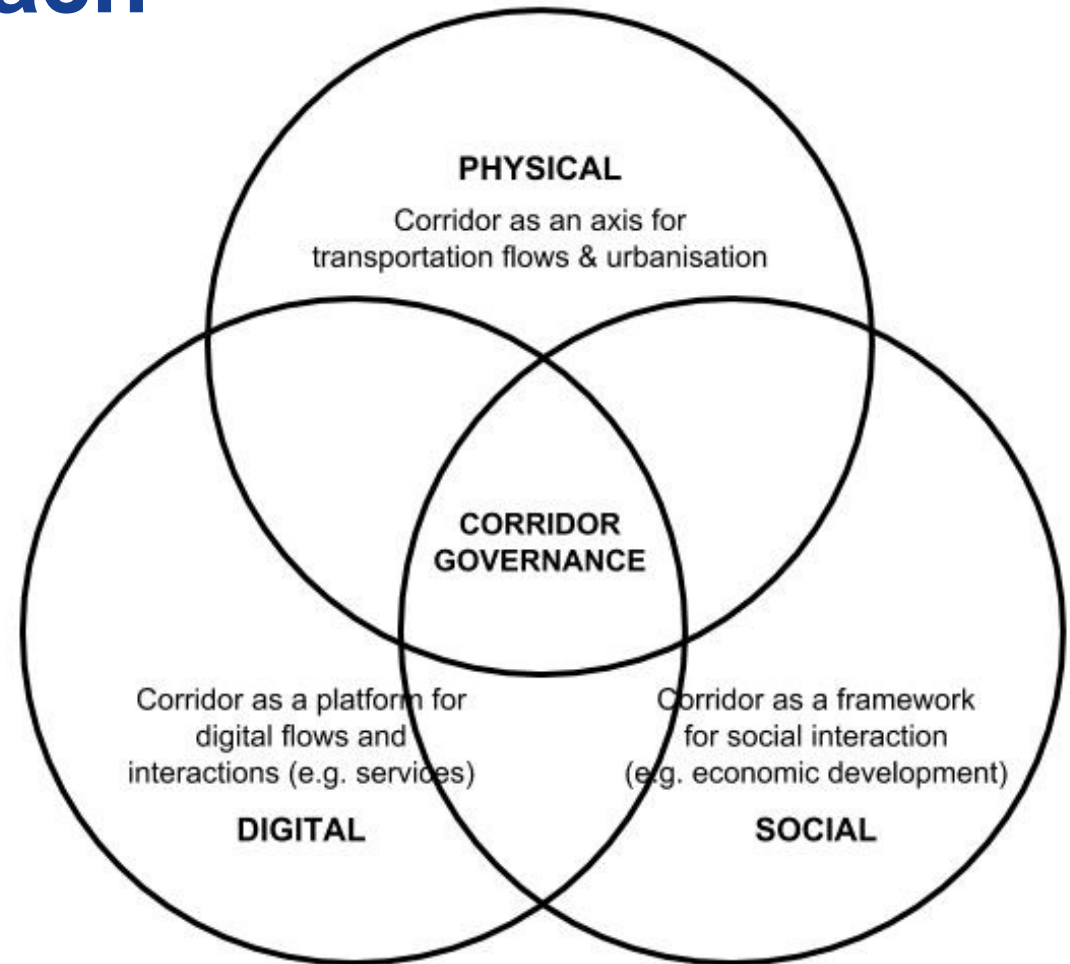 PHYSICAL
Corridor as an axis for
transportation flows & urbanisation
CORRIDOR
GOVERNANCE
Corridor as a platform for
digital flows and
interactions (e.g. services)
DIGITAL
Corridor as a framework
for social interaction
(e.g. economic development)
SOCIAL